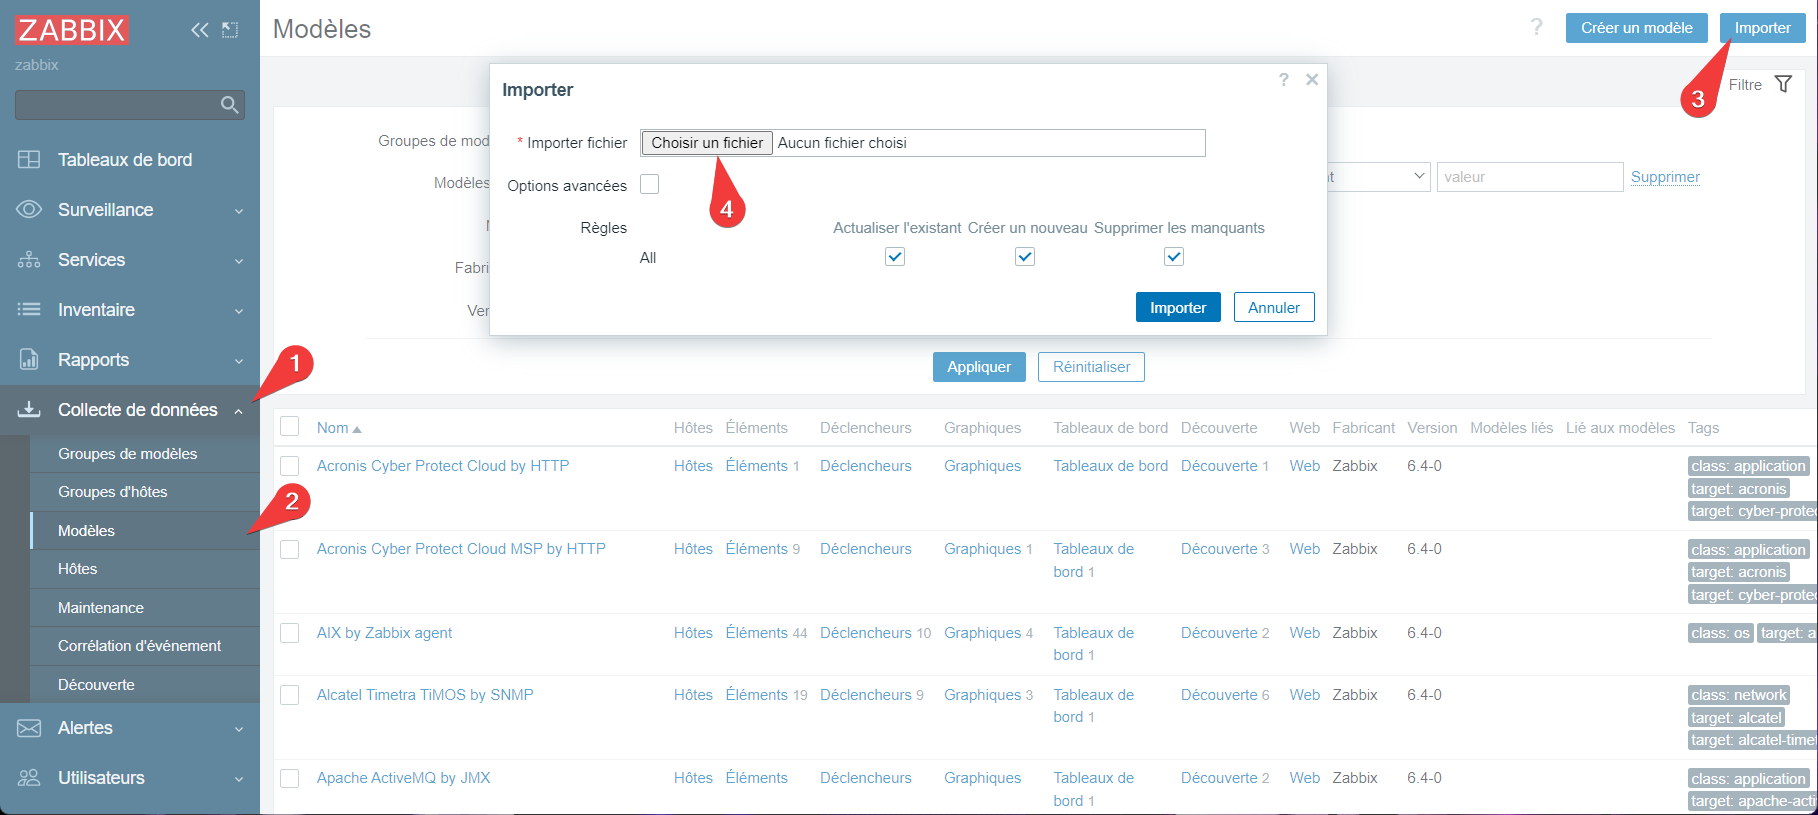 ZABBIX
zabbix
Tableaux de bord
Surveillance
Services
Inventaire
Rapports
1
Collecte de données
Groupes de modèles
Groupes d'hôtes
2
Modèles
Hôtes
Maintenance
Corrélation d'événement
Découverte
Alertes
Utilisateurs
Modèles
? Créer un modèle Importer
3
Filtre
Groupes de mod
Modèles
Fabri
Ver
valeur Supprimer
Importer ?
* Importer fichier Choisir un fichier Aucun fichier choisi
Options avancées
4
Règles Actualiser l'existant Créer un nouveau Supprimer les manquants
All
Importer Annuler
Appliquer Réinitialiser
Nom Hôtes Éléments Déclencheurs Graphiques Tableaux de bord Découverte Web Fabricant Version Modèles liés Lié aux modèles Tags
Acronis Cyber Protect Cloud by HTTP Hôtes Éléments 1 Déclencheurs Graphiques Tableaux de bord Découverte 1 Web Zabbix 6.4-0 class: application
target: acronis
target: cyber-protec
Acronis Cyber Protect Cloud MSP by HTTP Hôtes Éléments 9 Déclencheurs Graphiques 1 Tableaux de Découverte 3 Web Zabbix 6.4-0 class: application
bord 1 target: acronis
target: cyber-protec
AIX by Zabbix agent Hôtes Éléments 44 Déclencheurs 10 Graphiques 4 Tableaux de Découverte 2 Web Zabbix 6.4-0 class: os target: a
bord 1
Alcatel Timetra TiMOS by SNMP Hôtes Éléments 19 Déclencheurs 9 Graphiques 3 Tableaux de Découverte 6 Web Zabbix 6.4-0 class: network
bord 1 target: alcatel
target: alcatel-timet
Apache ActiveMQ by JMX Hôtes Éléments Déclencheurs Graphiques Tableaux de Découverte 2 Web Zabbix 6.4-0 class: application
bord 1 target: apache-activ